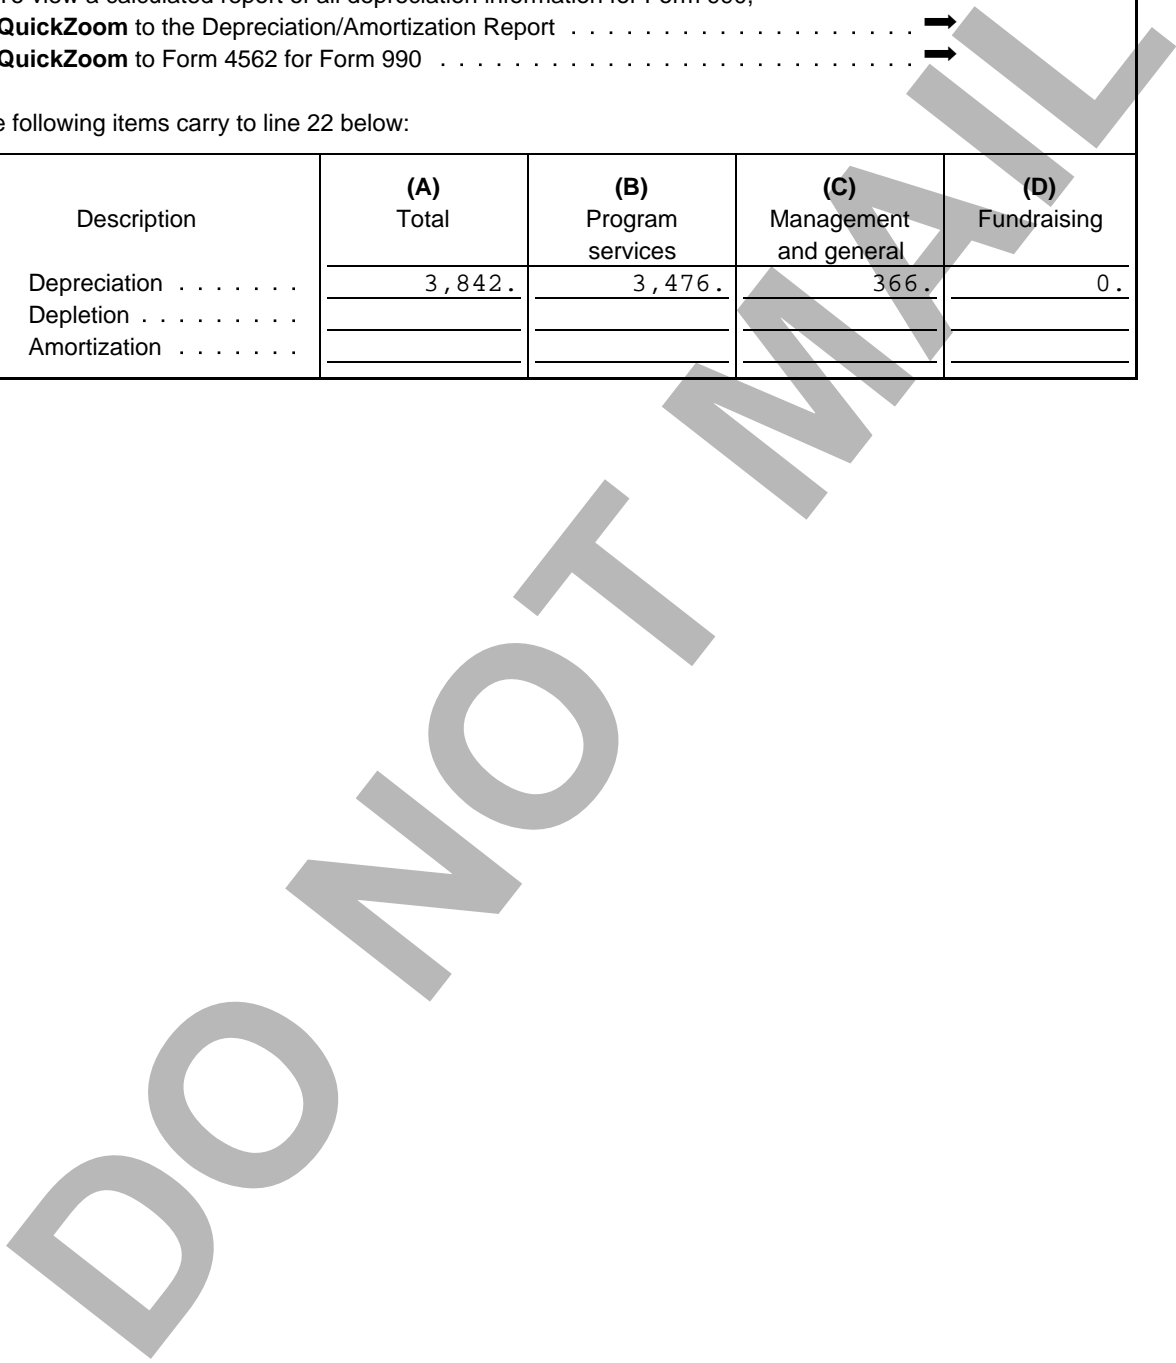 QuickZoom to the Depreciation/Amortization Report . . . . . . . . . . . . . . . . . . . ➡
QuickZoom to Form 4562 for Form 990 . . . . . . . . . . . . . . . . . . . . . . . . . . ➡
following items carry to line 22 below:
Description (A) Total (B) Program services (C) Management and general (D) Fundraising
Depreciation . . . . . . . 3,842. 3,476. 366. 0.
Depletion . . . . . . . . .
Amortization . . . . . . .
DO NOT MAIL